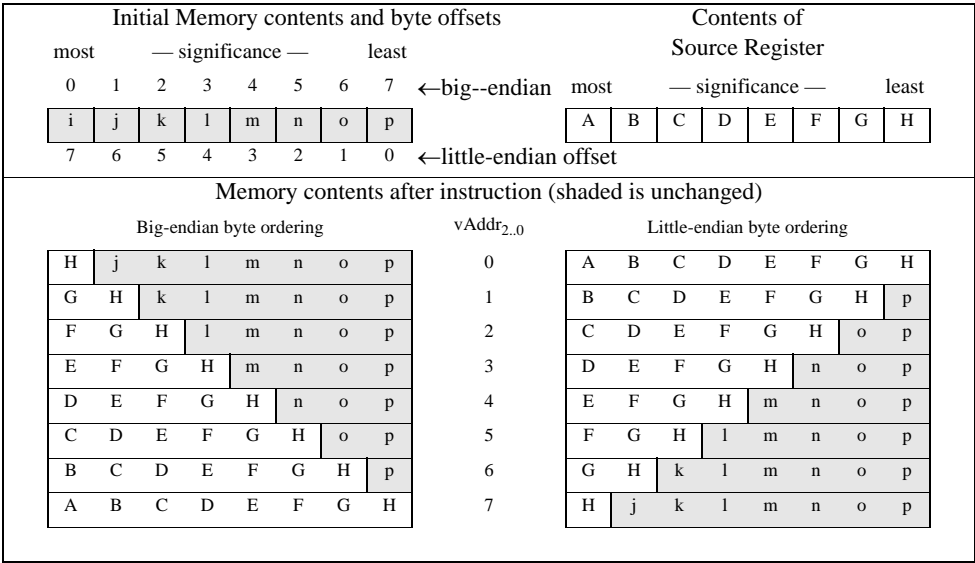 Initial Memory contents and byte offsets
Contents of
Source Register
most — significance — least
0 1 2 3 4 5 6 7 ←big--endian
most — significance — least
i j k l m n o p
A B C D E F G H
7 6 5 4 3 2 1 0 ←little-endian offset
Memory contents after instruction (shaded is unchanged)
Big-endian byte ordering vAddr2..0 Little-endian byte ordering
H j k l m n o p 0 A B C D E F G H
G H k l m n o p 1 B C D E F G H p
F G H l m n o p 2 C D E F G H o p
E F G H m n o p 3 D E F G H n o p
D E F G H n o p 4 E F G H m n o p
C D E F G H o p 5 F G H l m n o p
B C D E F G H p 6 G H k l m n o p
A B C D E F G H 7 H j k l m n o p